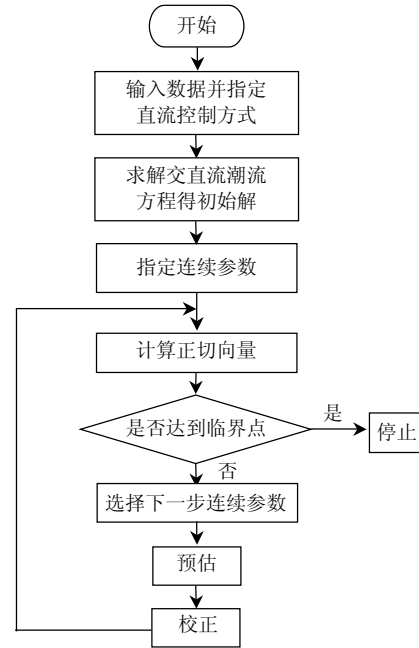 开始
输入数据并指定
直流控制方式
求解交直流潮流
方程得初始解
指定连续参数
计算正切向量
是否达到临界点
是
停止
否
选择下一步连续参数
预估
校正